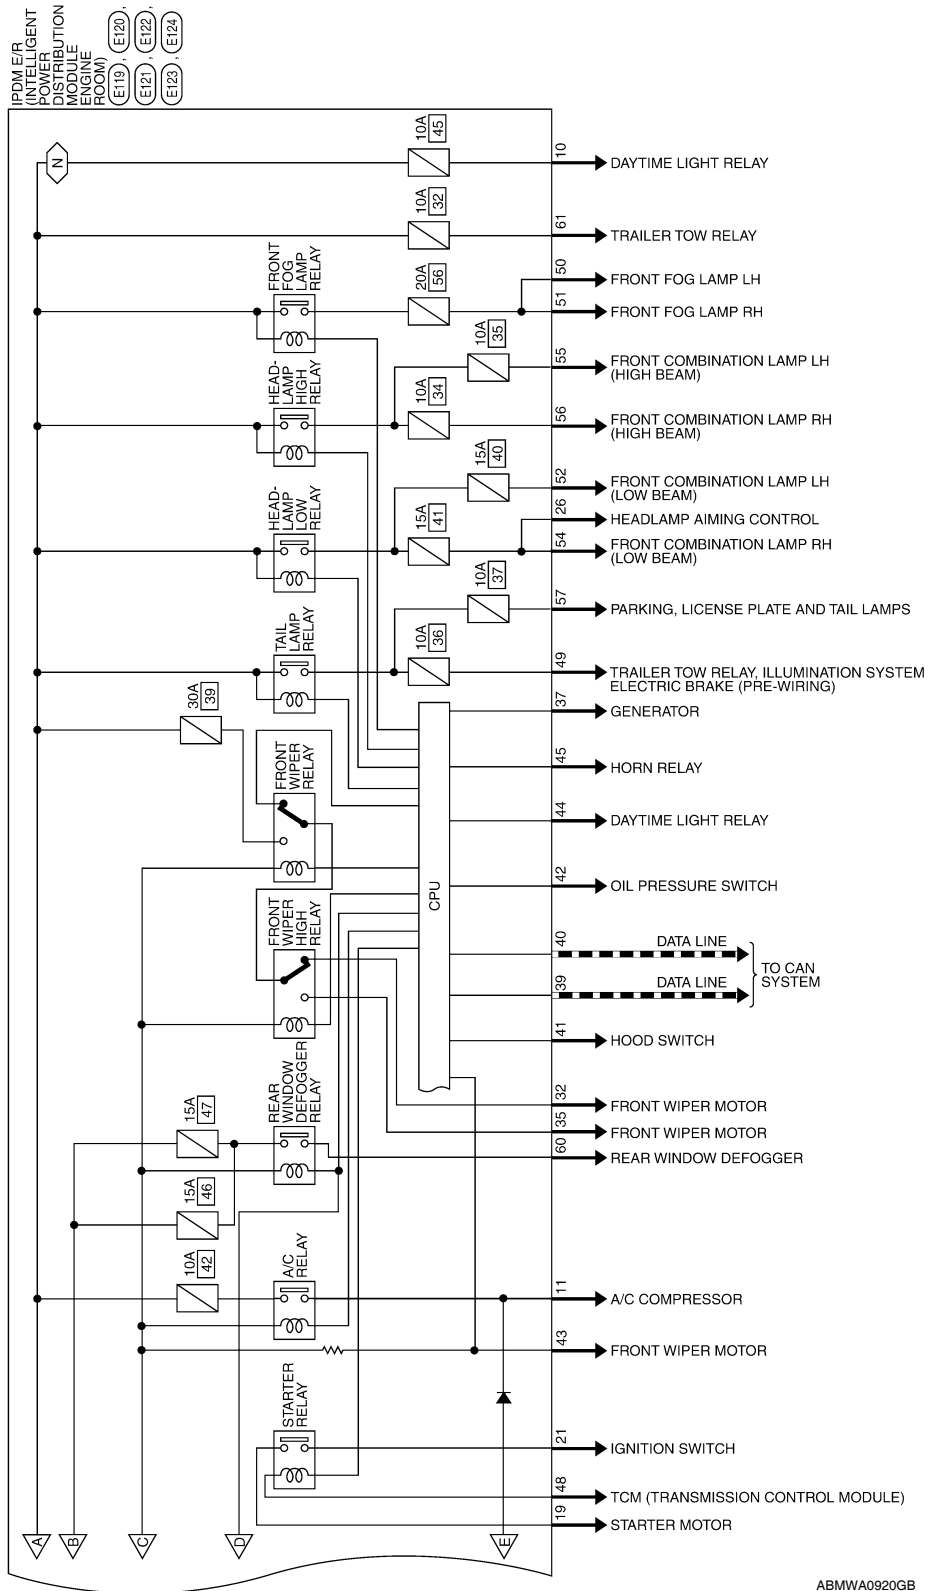 IPDM E/R
(INTELLIGENT
POWER
DISTRIBUTION
MODULE
ENGINE
ROOM)
E119 , E120 ,
E121 , E122 ,
E123 , E124
N
10A
45
10
DAYTIME LIGHT RELAY
10A
32
61
TRAILER TOW RELAY
FRONT
FOG
LAMP
RELAY
20A
56
50
FRONT FOG LAMP LH
51
FRONT FOG LAMP RH
10A
35
55
FRONT COMBINATION LAMP LH
(HIGH BEAM)
HEAD-
LAMP
HIGH
RELAY
10A
34
56
FRONT COMBINATION LAMP RH
(HIGH BEAM)
15A
40
52
FRONT COMBINATION LAMP LH
(LOW BEAM)
HEAD-
LAMP
LOW
RELAY
15A
41
26
HEADLAMP AIMING CONTROL
54
FRONT COMBINATION LAMP RH
(LOW BEAM)
10A
37
57
PARKING, LICENSE PLATE AND TAIL LAMPS
TAIL
LAMP
RELAY
10A
36
49
TRAILER TOW RELAY, ILLUMINATION SYSTEM
ELECTRIC BRAKE (PRE-WIRING)
30A
39
37
GENERATOR
FRONT
WIPER
RELAY
45
HORN RELAY
44
DAYTIME LIGHT RELAY
CPU
42
OIL PRESSURE SWITCH
FRONT
WIPER
HIGH
RELAY
40
DATA LINE
39
DATA LINE
TO CAN
SYSTEM
41
HOOD SWITCH
REAR
WINDOW
DEFOGGER
RELAY
15A
47
32
FRONT WIPER MOTOR
35
FRONT WIPER MOTOR
60
REAR WINDOW DEFOGGER
15A
46
10A
42
A/C
RELAY
11
A/C COMPRESSOR
43
FRONT WIPER MOTOR
STARTER
RELAY
21
IGNITION SWITCH
48
TCM (TRANSMISSION CONTROL MODULE)
19
STARTER MOTOR
A
B
C
D
E
ABMWA0920GB